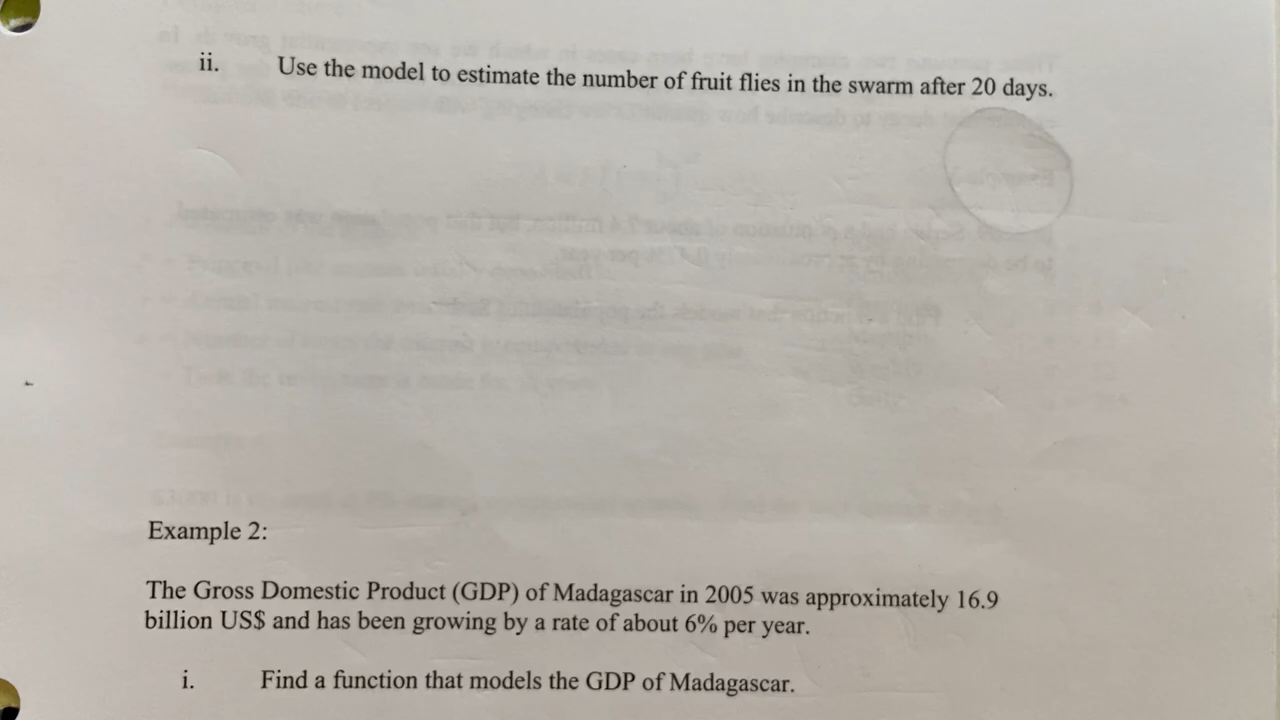 ii. Use the model to estimate the number of fruit flies in the swarm after 20 days.
Example 2:
The Gross Domestic Product (GDP) of Madagascar in 2005 was approximately 16.9
billion US$ and has been growing by a rate of about 6% per year.
i. Find a function that models the GDP of Madagascar.